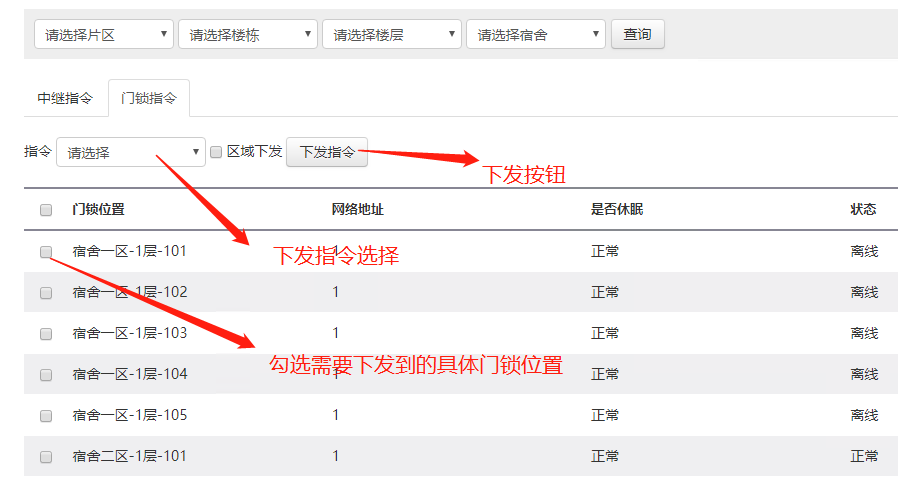 请选择片区 请选择楼栋 请选择楼层 请选择宿舍 查询
中继指令 门锁指令
指令 请选择 区域下发 下发指令
下发按钮
门锁位置 网络地址 是否休眠 状态
宿舍一区-1层-101 1 正常 离线
下发指令选择
宿舍一区-1层-102 1 正常 离线
宿舍一区-1层-103 1 正常 离线
勾选需要下发到的具体门锁位置
宿舍一区-1层-104 1 正常 离线
宿舍一区-1层-105 1 正常 离线
宿舍二区-1层-101 1 正常 正常